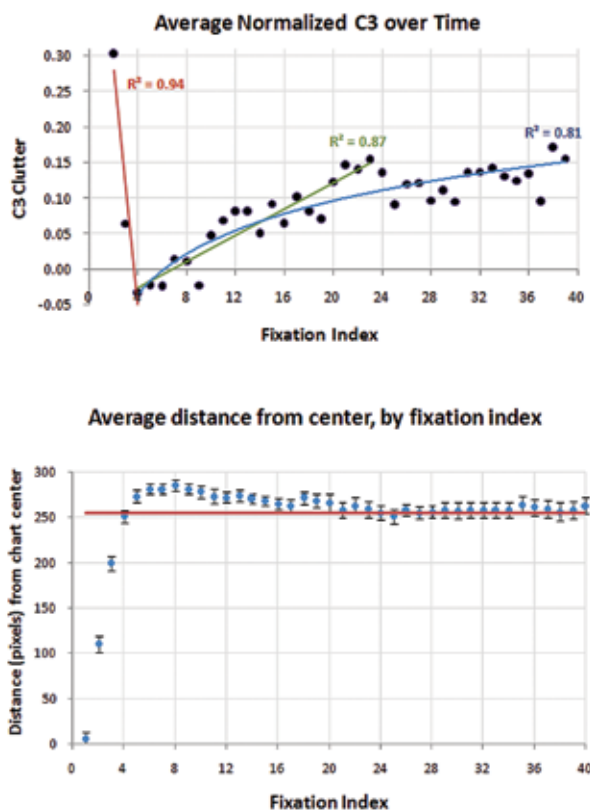 Average Normalized C3 over Time
0.30
0.25
0.20
0.15
0.10
0.05
0.00
-0.05
C3 Clutter
R² = 0.94
R² = 0.87
R² = 0.81
0 4 8 12 16 20 24 28 32 36 40
Fixation Index
Average distance from center, by fixation index
300
250
200
150
100
50
0
Distance (pixels) from chart center
0 4 8 12 16 20 24 28 32 36 40
Fixation Index